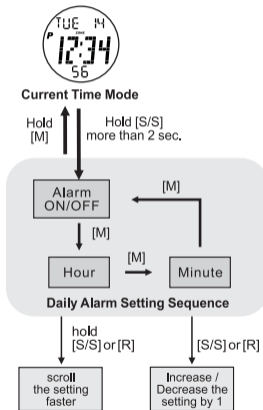 TUE 14
P 12:34
56
Current Time Mode
Hold
[M]
Hold [S/S]
more than 2 sec.
Alarm
ON/OFF
[M]
[M]
Hour
[M]
Minute
Daily Alarm Setting Sequence
hold
[S/S] or [R]
[S/S] or [R]
scroll
the setting
faster
Increase /
Decrease the
setting by 1